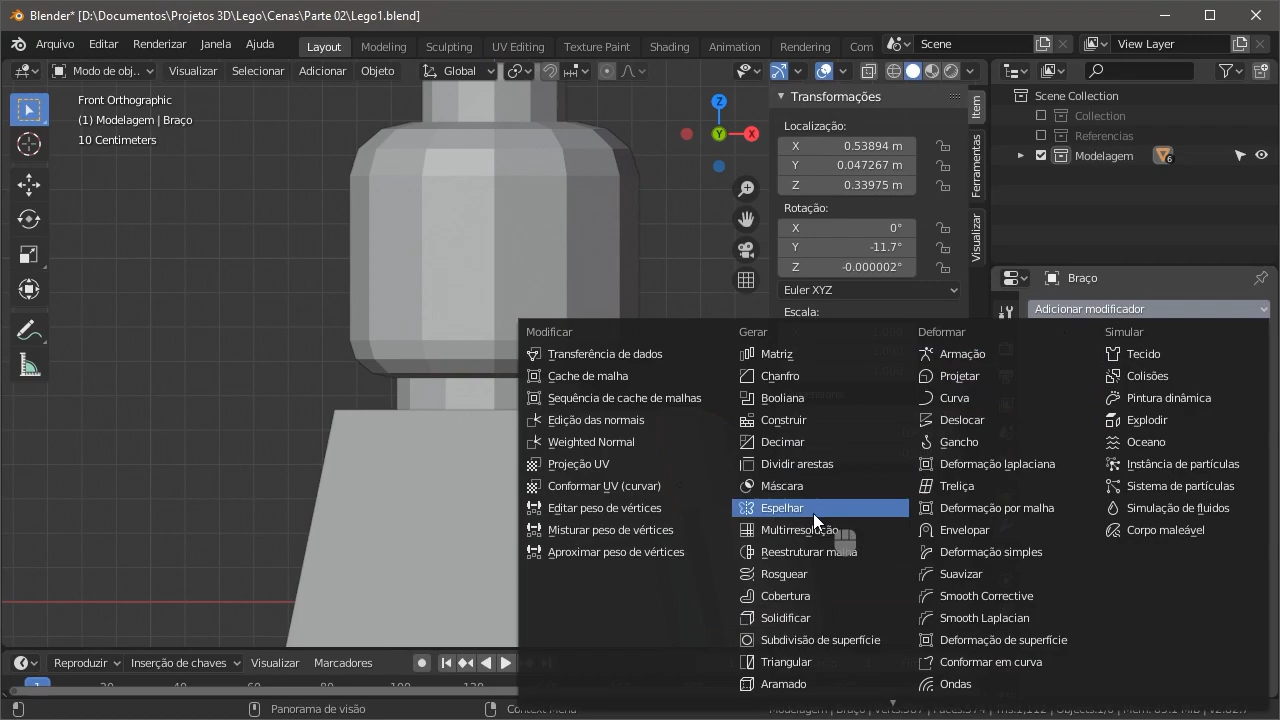 Blender* [D:\Documentos\Projetos 3D\Lego\Cenas\Parte 02\Lego1.blend]
Arquivo Editar Renderizar Janela Ajuda Layout Modeling Sculpting UV Editing Texture Paint Shading Animation Rendering Com Scene View Layer
Modo de obj.. Visualizar Selecionar Adicionar Objeto Global
Front Orthographic
(1) Modelagem | Braço
10 Centimeters
Z
Y
X
Transformações
Localização:
X 0.53894 m
Y 0.047267 m
Z 0.33975 m
Rotação:
X 0°
Y -11.7°
Z -0.000002°
Euler XYZ
Escala:
Item
Ferramentas
Visualizar
Scene Collection
Collection
Referencias
Modelagem 6
Braço
Adicionar modificador
Modificar
Transferência de dados
Cache de malha
Sequência de cache de malhas
Edição das normais
Weighted Normal
Projeção UV
Conformar UV (curvar)
Editar peso de vértices
Misturar peso de vértices
Aproximar peso de vértices
Gerar
Matriz
Chanfro
Booliana
Construir
Decimar
Dividir arestas
Máscara
Espelhar
Multirresolução
Reestruturar malha
Rosquear
Cobertura
Solidificar
Subdivisão de superfície
Triangular
Aramado
Deformar
Armação
Projetar
Curva
Deslocar
Gancho
Deformação laplaciana
Treliça
Deformação por malha
Envelopar
Deformação simples
Suavizar
Smooth Corrective
Smooth Laplacian
Deformação de superfície
Conformar em curva
Ondas
Simular
Tecido
Colisões
Pintura dinâmica
Explodir
Oceano
Instância de partículas
Sistema de partículas
Simulação de fluidos
Corpo maleável
Reproduzir Inserção de chaves Visualizar Marcadores
Panorama de visão Context Menu